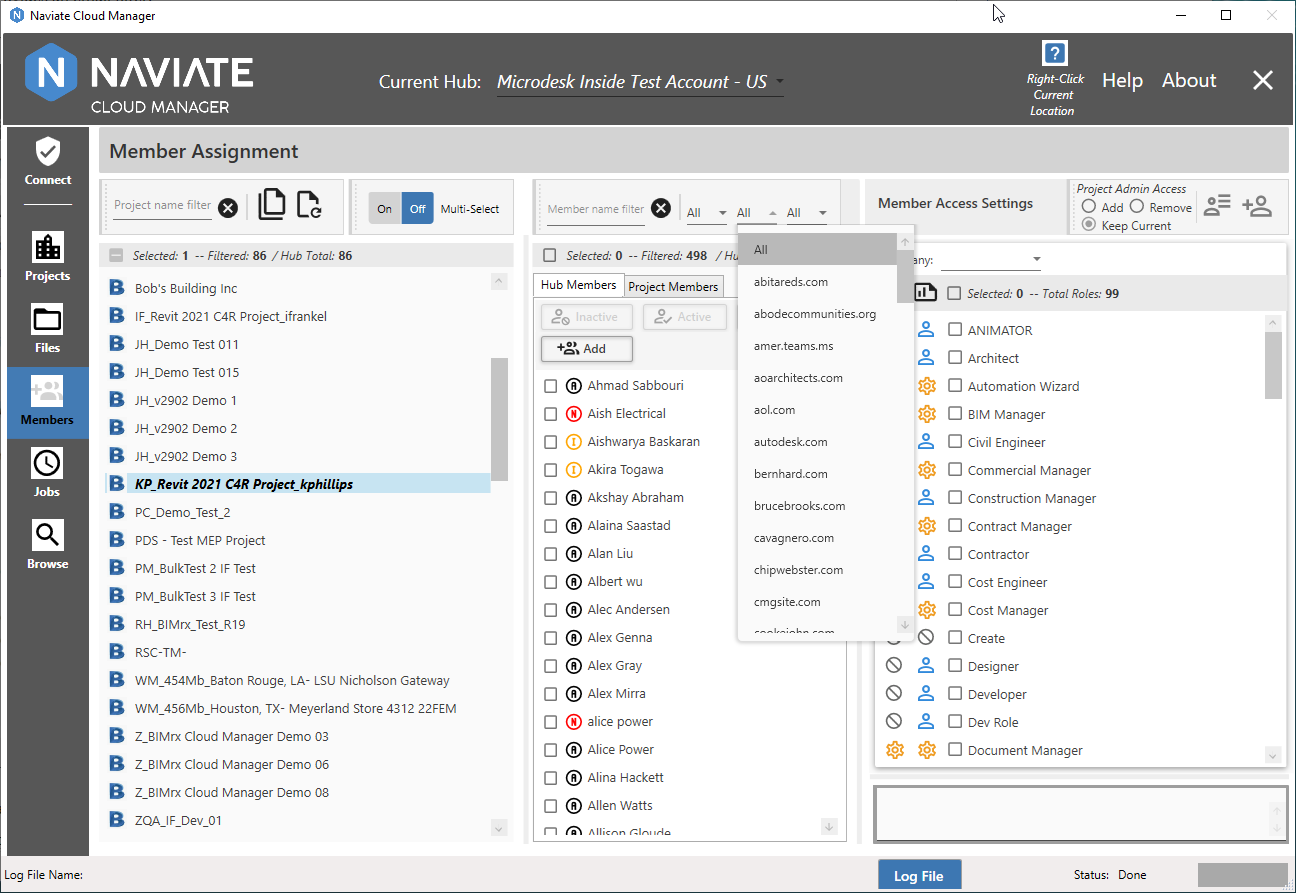 Naviate Cloud Manager
NAVIATE
CLOUD MANAGER
Current Hub: Microdesk Inside Test Account - US
Right-Click
Current
Location
Help
About
Connect
Projects
Files
Members
Jobs
Browse
Member Assignment
Project name filter
On Off Multi-Select
Member name filter
All All All
Member Access Settings
Project Admin Access
Add Remove
Keep Current
Selected: 1 -- Filtered: 86 / Hub Total: 86
Bob's Building Inc
IF_Revit 2021 C4R Project_ifrankel
JH_Demo Test 011
JH_Demo Test 015
JH_v2902 Demo 1
JH_v2902 Demo 2
JH_v2902 Demo 3
KP_Revit 2021 C4R Project_kphillips
PC_Demo_Test_2
PDS - Test MEP Project
PM_BulkTest 2 IF Test
PM_BulkTest 3 IF Test
RH_BIMrx_Test_R19
RSC-TM-
WM_454Mb_Baton Rouge, LA- LSU Nicholson Gateway
WM_456Mb_Houston, TX- Meyerland Store 4312 22FEM
Z_BIMrx Cloud Manager Demo 03
Z_BIMrx Cloud Manager Demo 06
Z_BIMrx Cloud Manager Demo 08
ZQA_IF_Dev_01
Selected: 0 -- Filtered: 498 / Hu
Hub Members Project Members
Inactive Active
Add
Ahmad Sabbouri
Aish Electrical
Aishwarya Baskaran
Akira Togawa
Akshay Abraham
Alaina Saastad
Alan Liu
Albert wu
Alec Andersen
Alex Genna
Alex Gray
Alex Mirra
alice power
Alice Power
Alina Hackett
Allen Watts
Allison Gloude
All
abitareds.com
abodecommunities.org
amer.teams.ms
aoarchitects.com
aol.com
autodesk.com
bernhard.com
brucebrooks.com
cavagnero.com
chipwebster.com
cmgsite.com
cookejohn.com
any:
Selected: 0 -- Total Roles: 99
ANIMATOR
Architect
Automation Wizard
BIM Manager
Civil Engineer
Commercial Manager
Construction Manager
Contract Manager
Contractor
Cost Engineer
Cost Manager
Create
Designer
Developer
Dev Role
Document Manager
Log File Name:
Log File
Status: Done